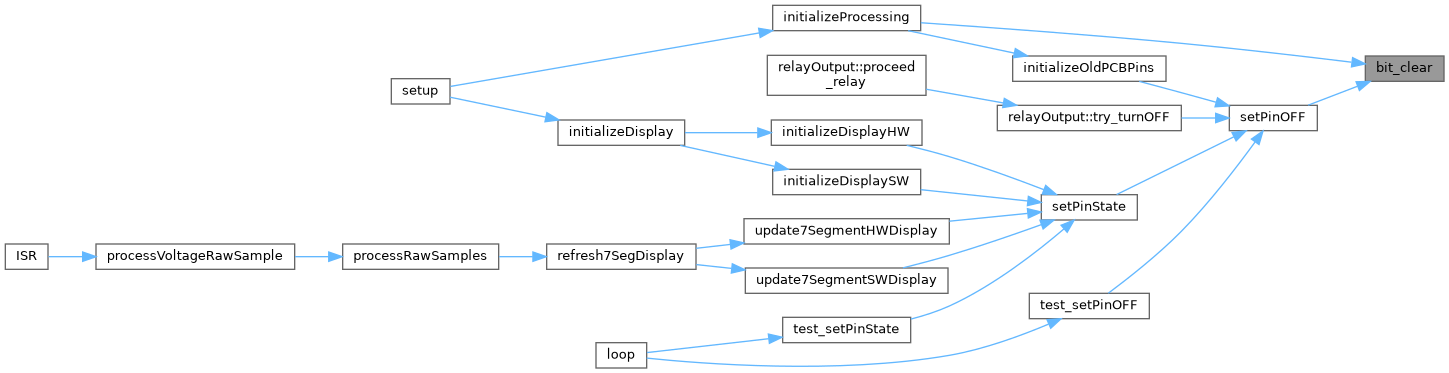 initializeProcessing
bit_clear
relayOutput::proceed
_relay
initializeOldPCBPins
setup
relayOutput::try_turnOFF
setPinOFF
initializeDisplay
initializeDisplayHW
initializeDisplaySW
setPinState
update7SegmentHWDisplay
ISR
processVoltageRawSample
processRawSamples
refresh7SegDisplay
update7SegmentSWDisplay
test_setPinOFF
test_setPinState
loop